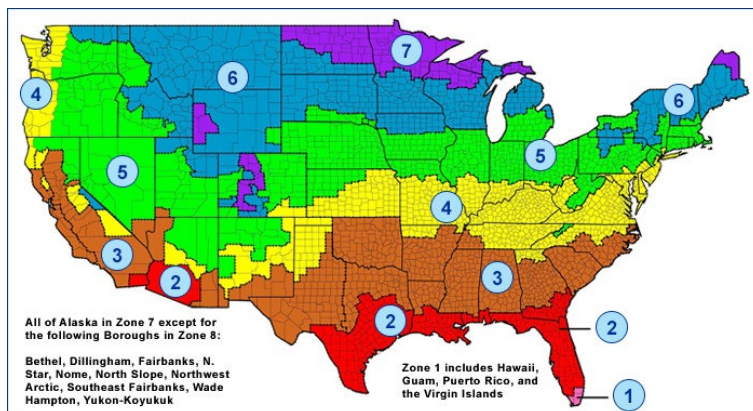 7
6
6
4
5
5
4
3
3
2
2
2
1
All of Alaska in Zone 7 except for
the following Boroughs in Zone 8:
Bethel, Dillingham, Fairbanks, N.
Star, Nome, North Slope, Northwest
Arctic, Southeast Fairbanks, Wade
Hampton, Yukon-Koyukuk
Zone 1 includes Hawaii,
Guam, Puerto Rico, and
the Virgin Islands